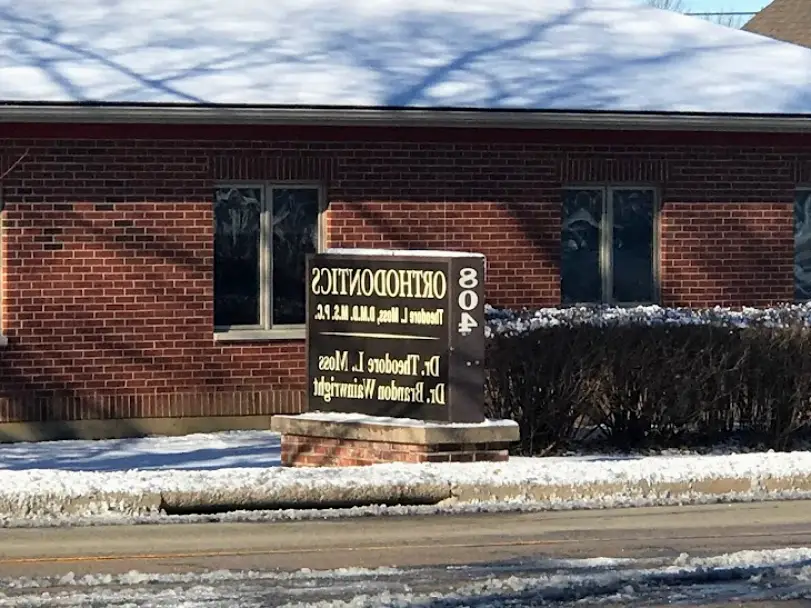 ORTHODONTICS
Theodore L. Moss, D.M.D. M.S. P.C.
Dr. Theodore L. Moss
Dr. Brandon Wainwright
804